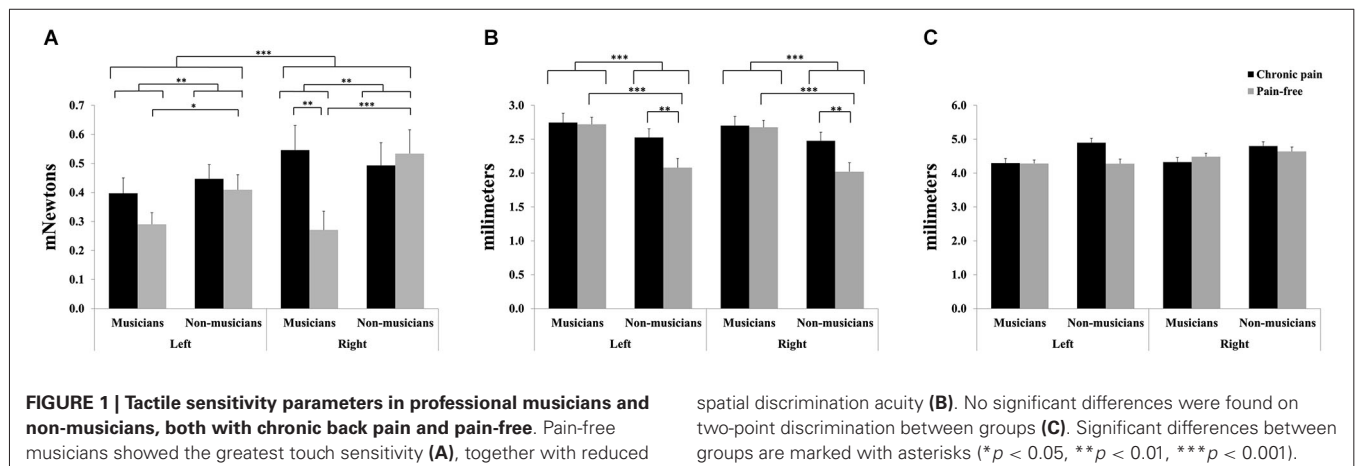 A
B
C
***
**
**
*
**
***
mNewtons
0.7
0.6
0.5
0.4
0.3
0.2
0.1
0.0
Musicians Non-musicians Musicians Non-musicians
Left Right
*** ***
*** ***
** **
milimeters
3.0
2.5
2.0
1.5
1.0
0.5
0.0
Musicians Non-musicians Musicians Non-musicians
Left Right
Chronic pain
Pain-free
milimeters
6.0
5.0
4.0
3.0
2.0
1.0
0.0
Musicians Non-musicians Musicians Non-musicians
Left Right
FIGURE 1 | Tactile sensitivity parameters in professional musicians and
non-musicians, both with chronic back pain and pain-free. Pain-free
musicians showed the greatest touch sensitivity (A), together with reduced
spatial discrimination acuity (B). No significant differences were found on
two-point discrimination between groups (C). Significant differences between
groups are marked with asterisks (*p < 0.05, **p < 0.01, ***p < 0.001).